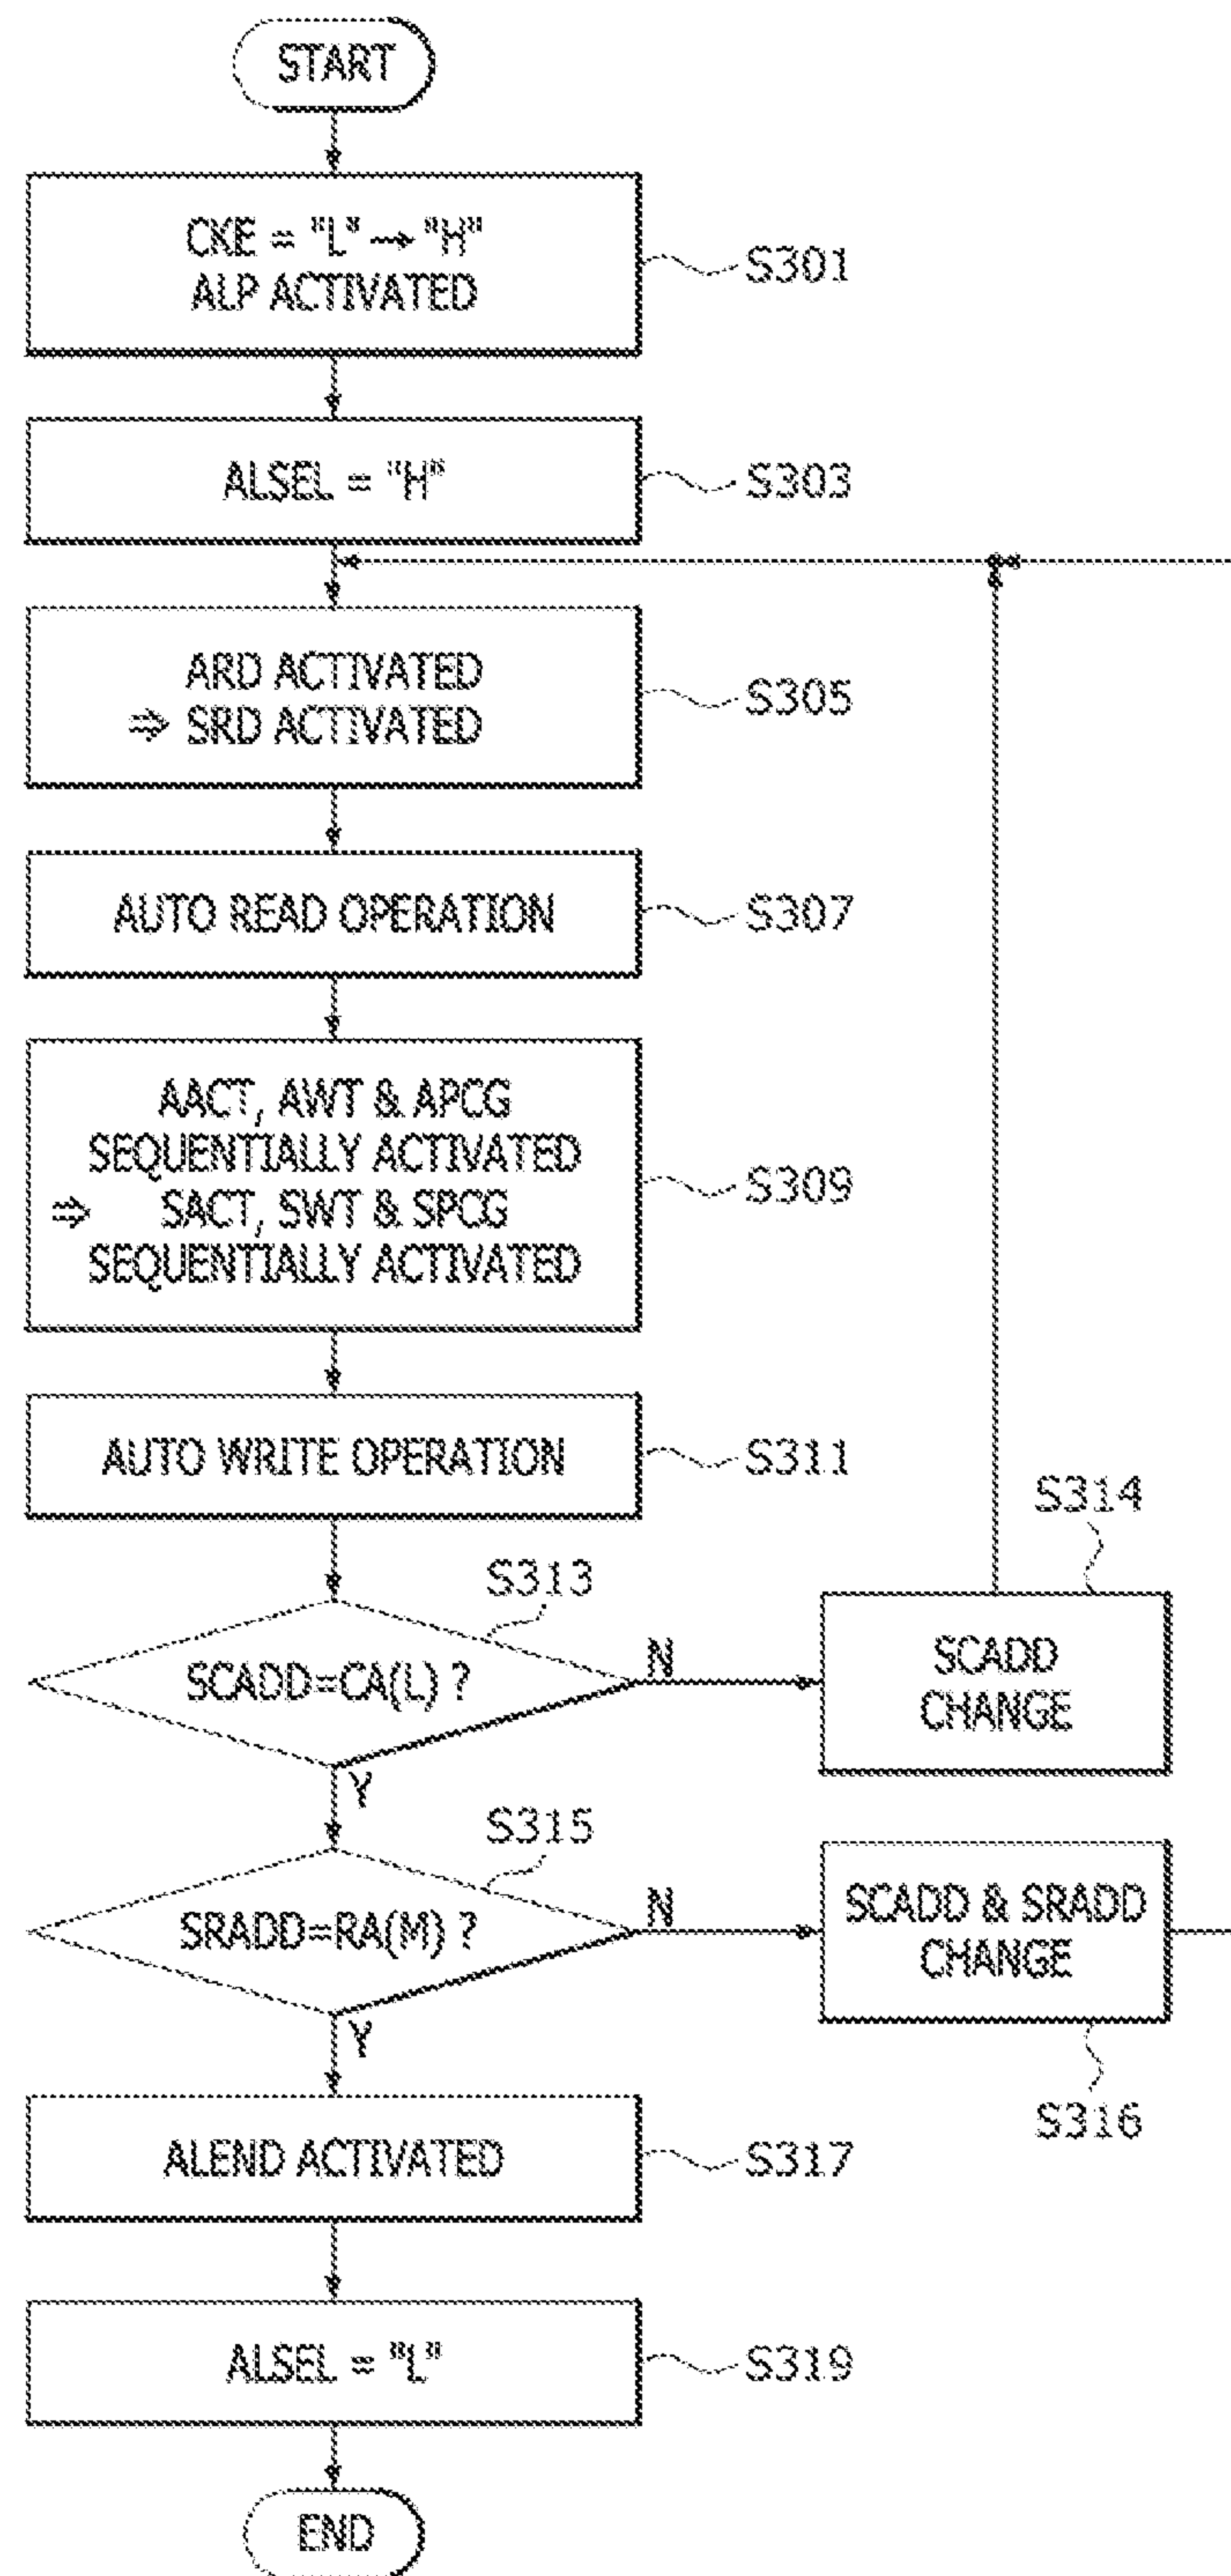 START
CKE = "L" → "H"
ALP ACTIVATED
S301
ALSEL = "H"
S303
ARD ACTIVATED
⇒ SRD ACTIVATED
S305
AUTO READ OPERATION
S307
AACT, AWT & APCG
SEQUENTIALLY ACTIVATED
⇒ SACT, SWT & SPCG
SEQUENTIALLY ACTIVATED
S309
AUTO WRITE OPERATION
S311
S313
SCADD=CA(L) ?
N
Y
S314
SCADD
CHANGE
S315
SRADD=RA(M) ?
N
Y
SCADD & SRADD
CHANGE
S316
ALEND ACTIVATED
S317
ALSEL = "L"
S319
END